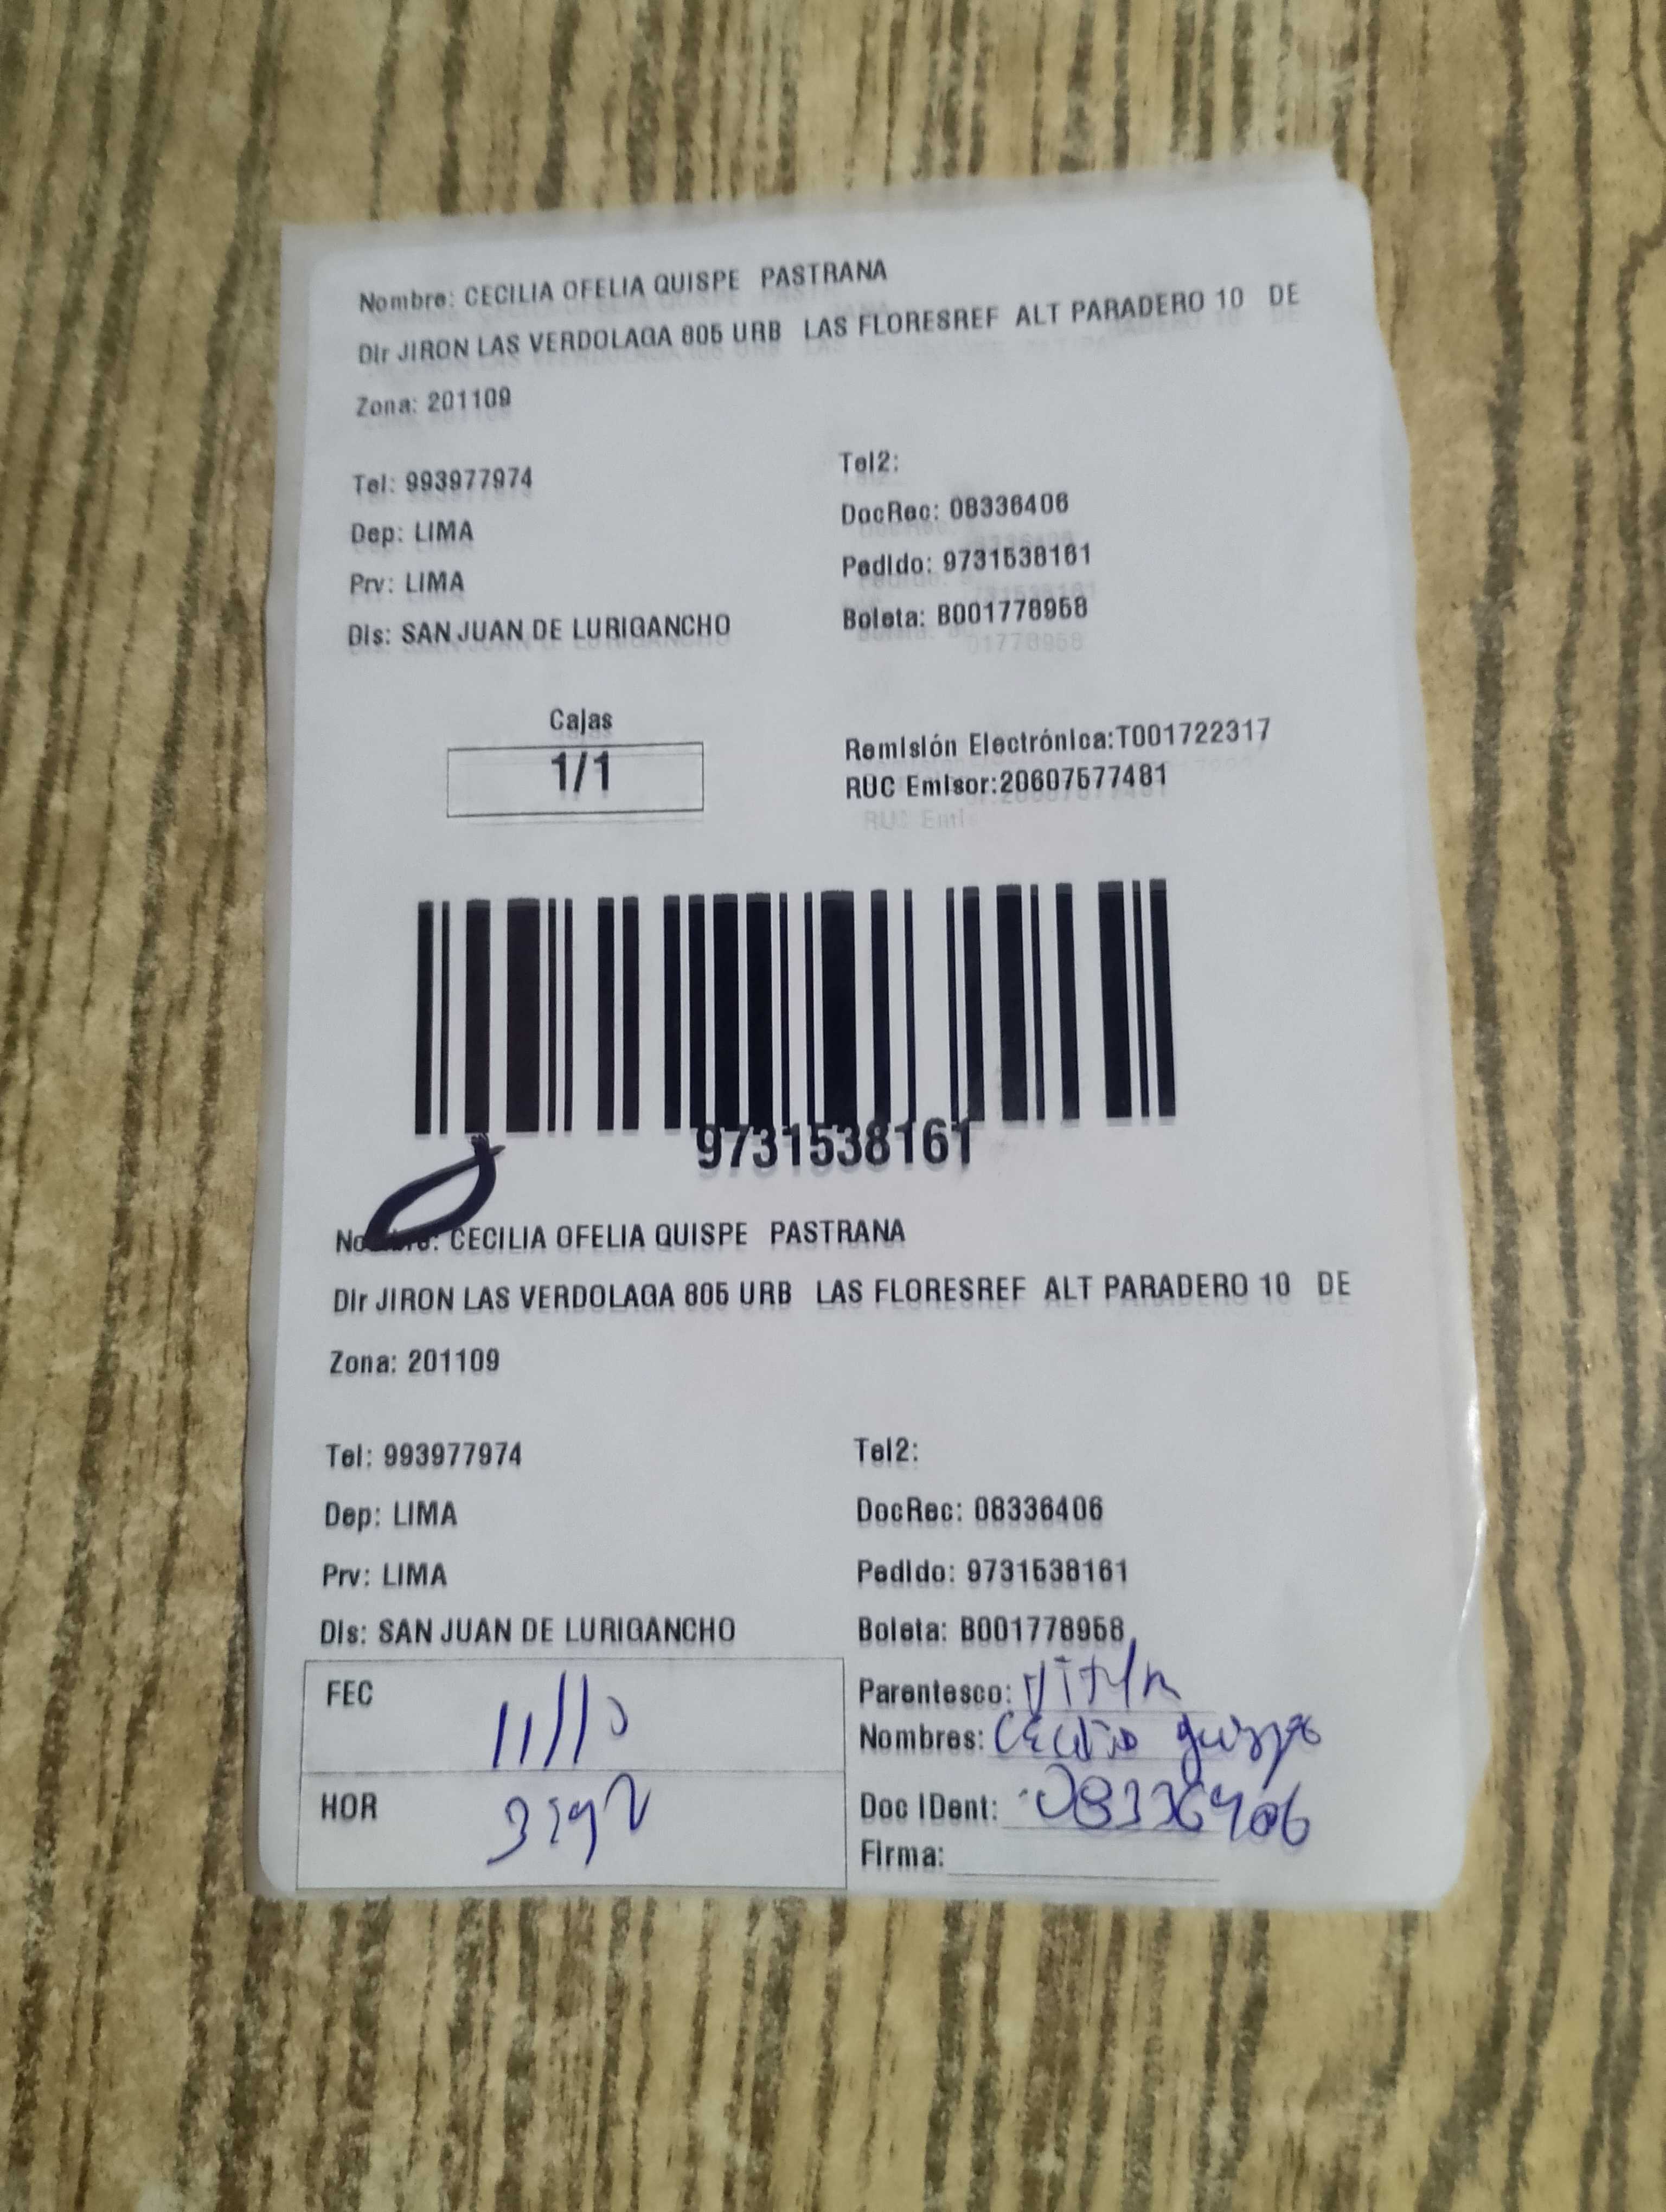 Nombre: CECILIA OFELIA QUISPE PASTRANA
Dir JIRON LAS VERDOLAGA 805 URB LAS FLORESREF ALT PARADERO 10 DE
Zona: 201109
Tel: 993977974
Tel2:
Dep: LIMA
DocRec: 08336406
Prv: LIMA
Pedido: 9731538161
Dis: SAN JUAN DE LURIGANCHO
Boleta: B001778958
Cajas
1/1
Remisión Electrónica:T001722317
RUC Emisor:20607577481
9731538161
Nombre: CECILIA OFELIA QUISPE PASTRANA
Dir JIRON LAS VERDOLAGA 805 URB LAS FLORESREF ALT PARADERO 10 DE
Zona: 201109
Tel: 993977974
Tel2:
Dep: LIMA
DocRec: 08336406
Prv: LIMA
Pedido: 9731538161
Dis: SAN JUAN DE LURIGANCHO
Boleta: B001778958
FEC
Parentesco:
Nombres: Cecilia quispe
HOR
Doc IDent: 08336406
Firma: